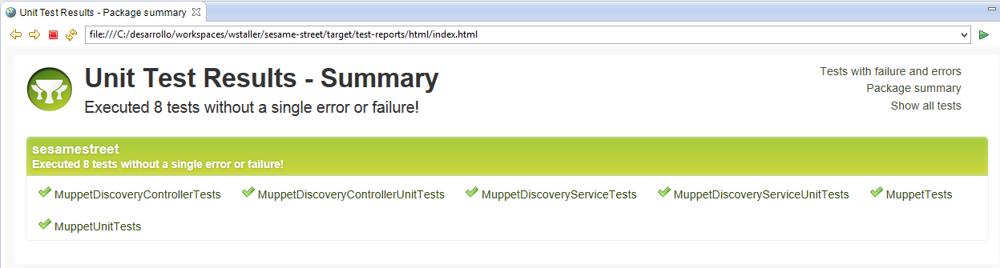 Unit Test Results - Package summary
file:///C:/desarrollo/workspaces/wstaller/sesame-street/target/test-reports/html/index.html
Unit Test Results - Summary
Executed 8 tests without a single error or failure!
Tests with failure and errors
Package summary
Show all tests
sesamestreet
Executed 8 tests without a single error or failure!
MuppetDiscoveryControllerTests MuppetDiscoveryControllerUnitTests MuppetDiscoveryServiceTests MuppetDiscoveryServiceUnitTests MuppetTests
MuppetUnitTests